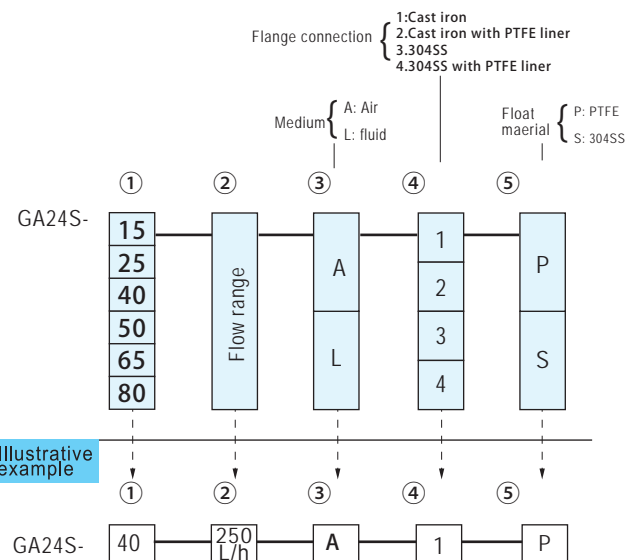 1:Cast iron
2.Cast iron with PTFE liner
Flange connection
3.304SS
4.304SS with PTFE liner
A: Air
Medium
L: fluid
Float
maerial
P: PTFE
S: 304SS
① ② ③ ④ ⑤
GA24S-
15
25
40
50
65
80
Flow range
A
L
1
2
3
4
P
S
Illustrative
example
① ② ③ ④ ⑤
GA24S- 40 250 L/h A 1 P